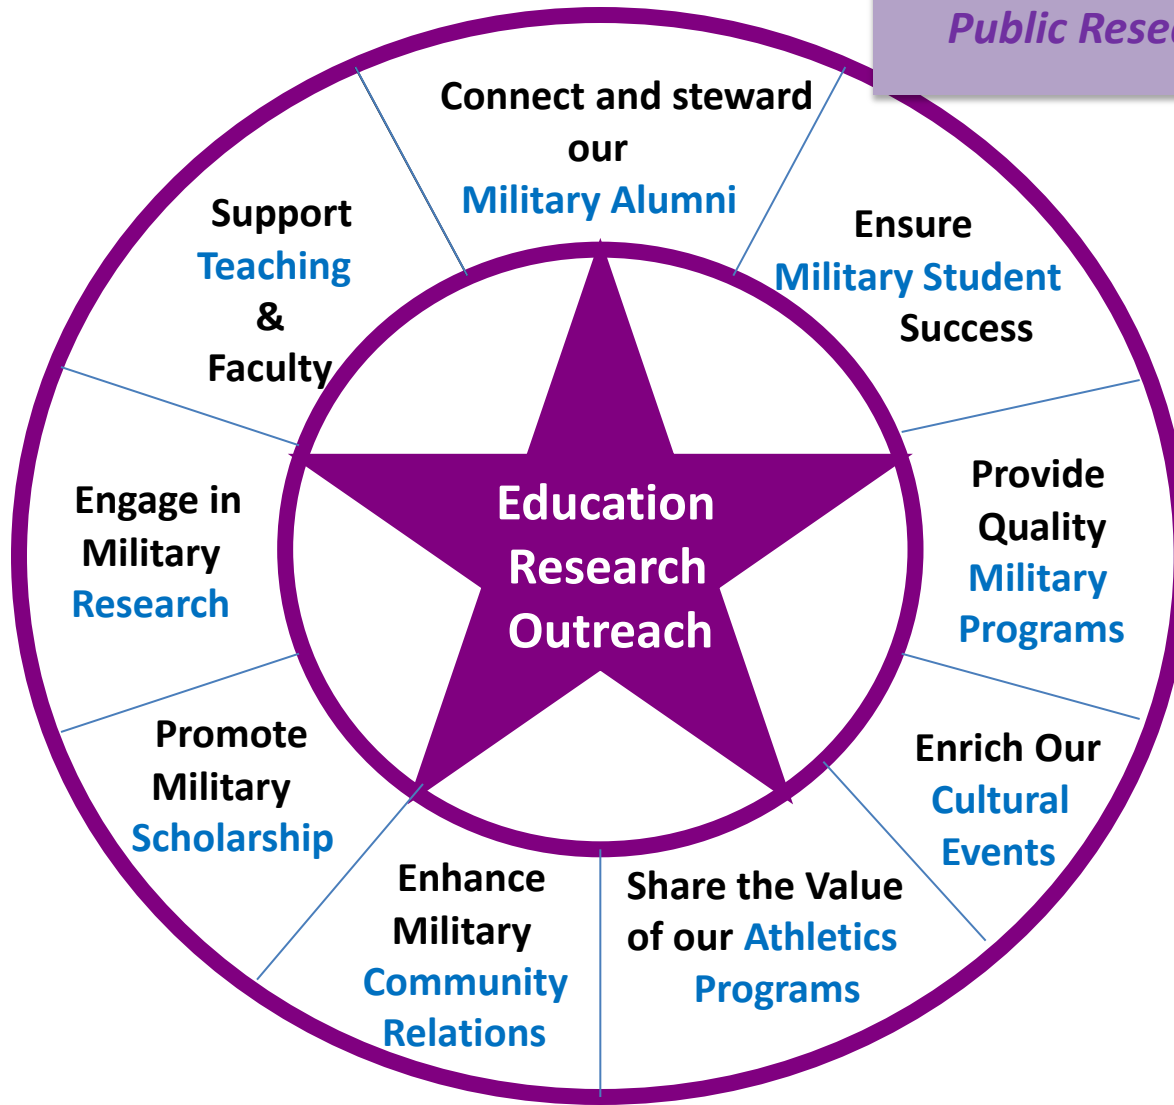 Public
Connect and steward
our
Military Alumni
Ensure
Military Student
Success
Provide
Quality
Military
Programs
Enrich Our
Cultural
Events
Share the Value
of our Athletics
Programs
Enhance
Military
Community
Relations
Promote
Military
Scholarship
Engage in
Military
Research
Support
Teaching
&
Faculty
Education
Research
Outreach